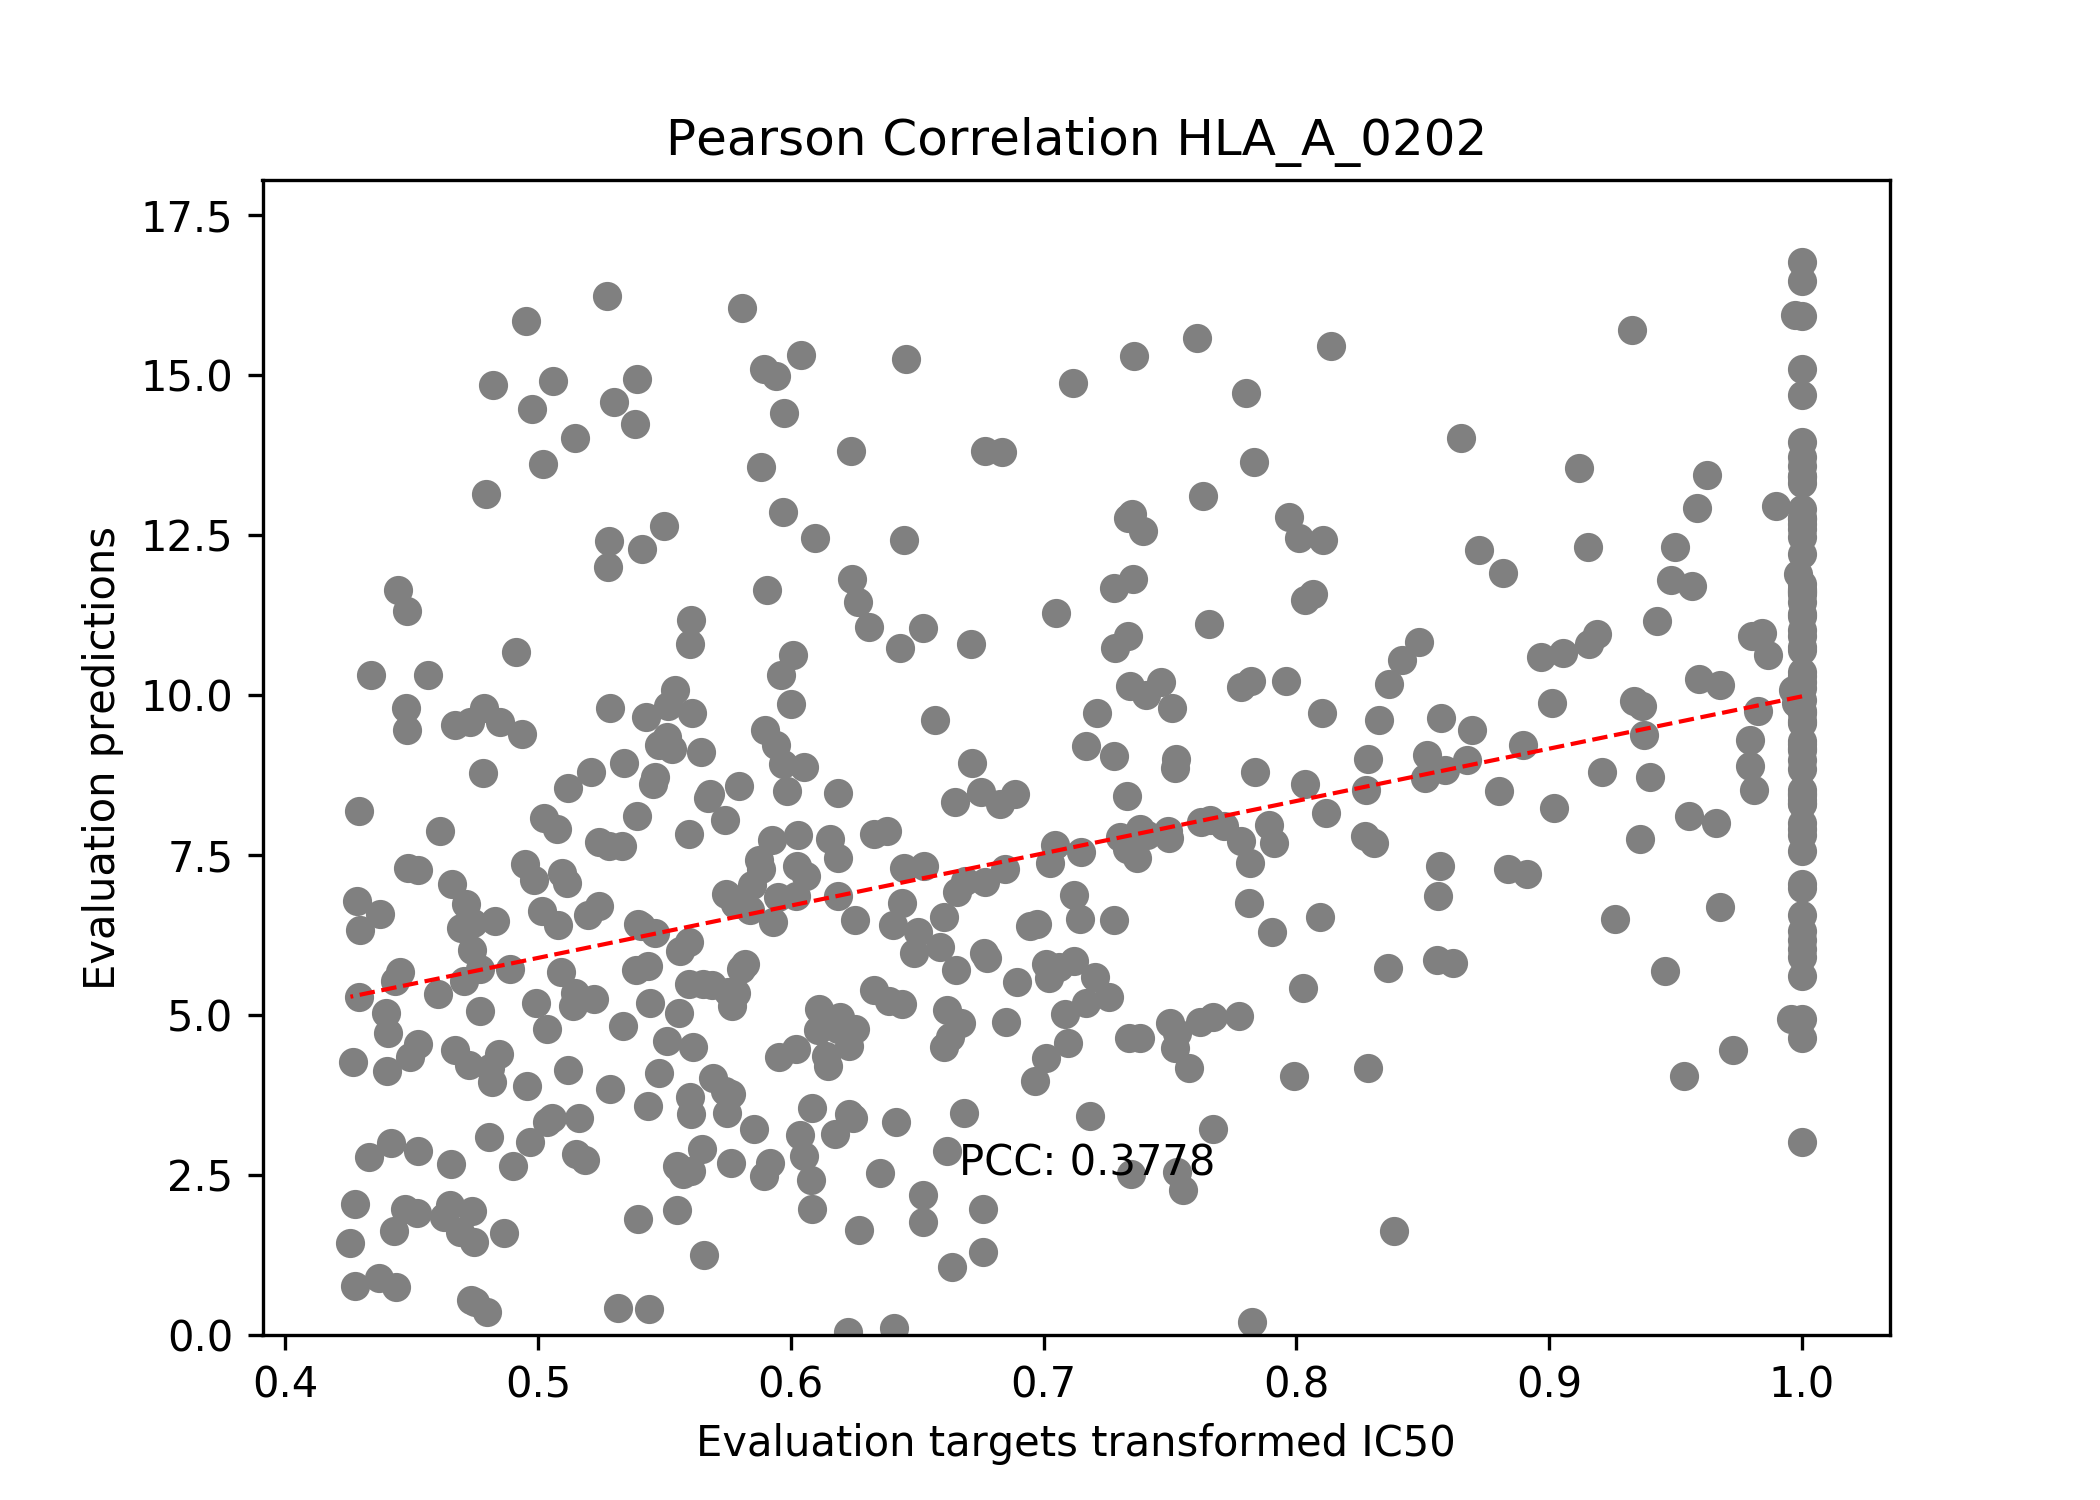 Pearson Correlation HLA_A_0202
17.5
15.0
12.5
10.0
7.5
5.0
2.5
0.0
Evaluation predictions
PCC: 0.3778
0.4 0.5 0.6 0.7 0.8 0.9 1.0
Evaluation targets transformed IC50